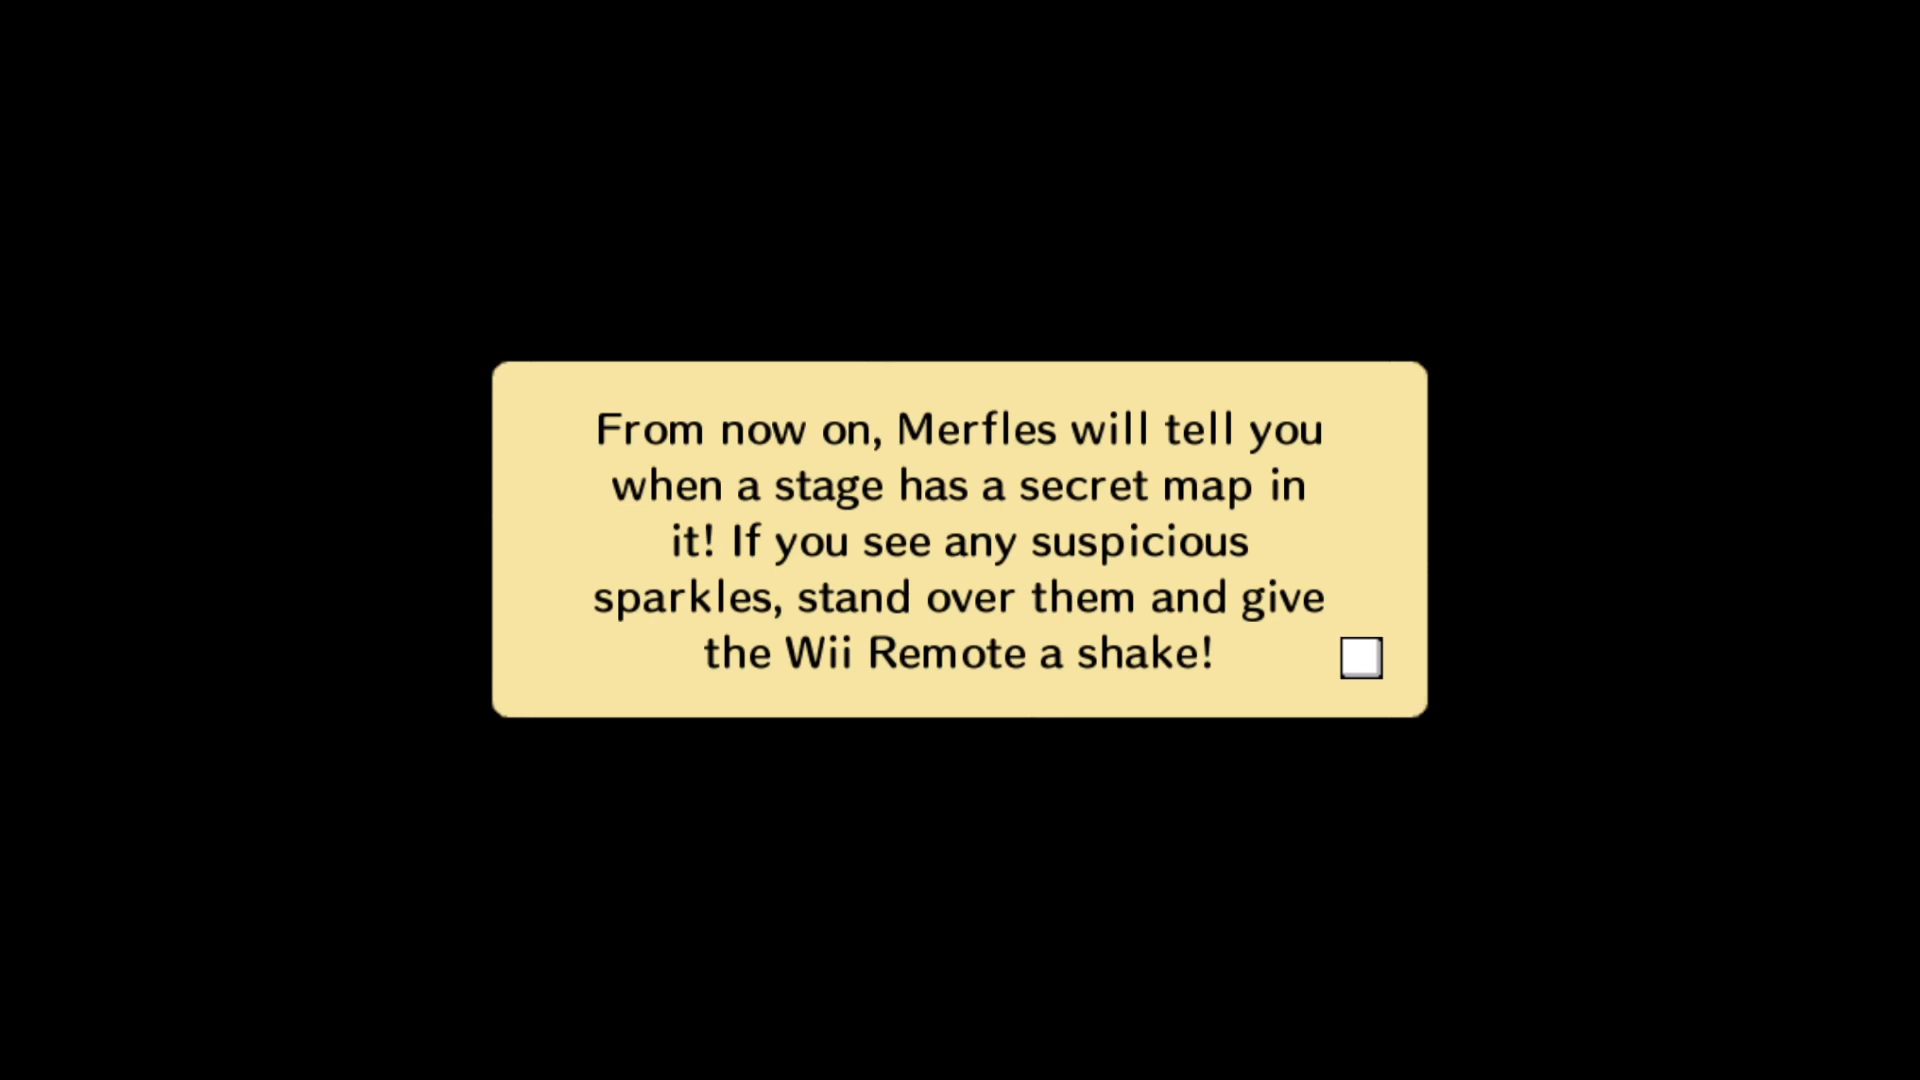 From now on, Merfles will tell you
when a stage has a secret map in
it! If you see any suspicious
sparkles, stand over them and give
the Wii Remote a shake!